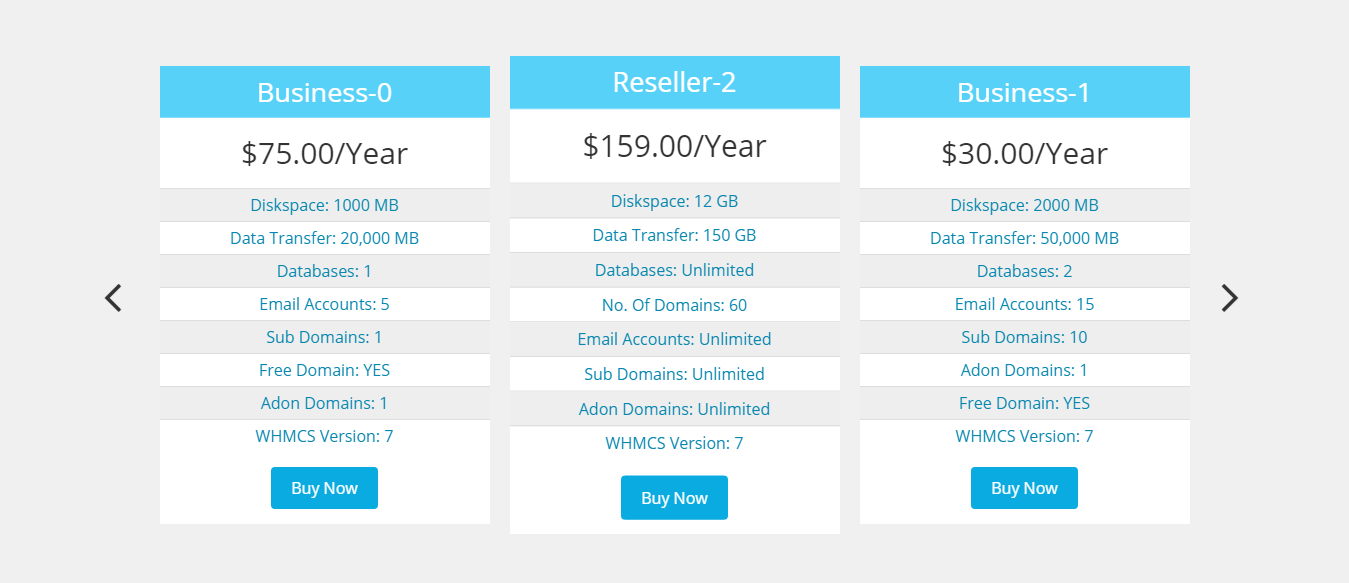 Business-0
$75.00/Year
Diskspace: 1000 MB
Data Transfer: 20,000 MB
Databases: 1
Email Accounts: 5
Sub Domains: 1
Free Domain: YES
Adon Domains: 1
WHMCS Version: 7
Buy Now
Reseller-2
$159.00/Year
Diskspace: 12 GB
Data Transfer: 150 GB
Databases: Unlimited
No. Of Domains: 60
Email Accounts: Unlimited
Sub Domains: Unlimited
Adon Domains: Unlimited
WHMCS Version: 7
Buy Now
Business-1
$30.00/Year
Diskspace: 2000 MB
Data Transfer: 50,000 MB
Databases: 2
Email Accounts: 15
Sub Domains: 10
Adon Domains: 1
Free Domain: YES
WHMCS Version: 7
Buy Now